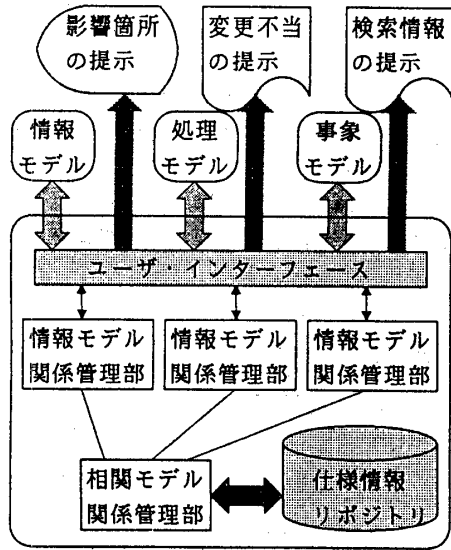 影響箇所
の提示
変更不当
の提示
検索情報
の提示
情報
モデル
処理
モデル
事象
モデル
ユーザ・インターフェース
情報モデル
関係管理部
情報モデル
関係管理部
情報モデル
関係管理部
相関モデル
関係管理部
仕様情報
リポジトリ